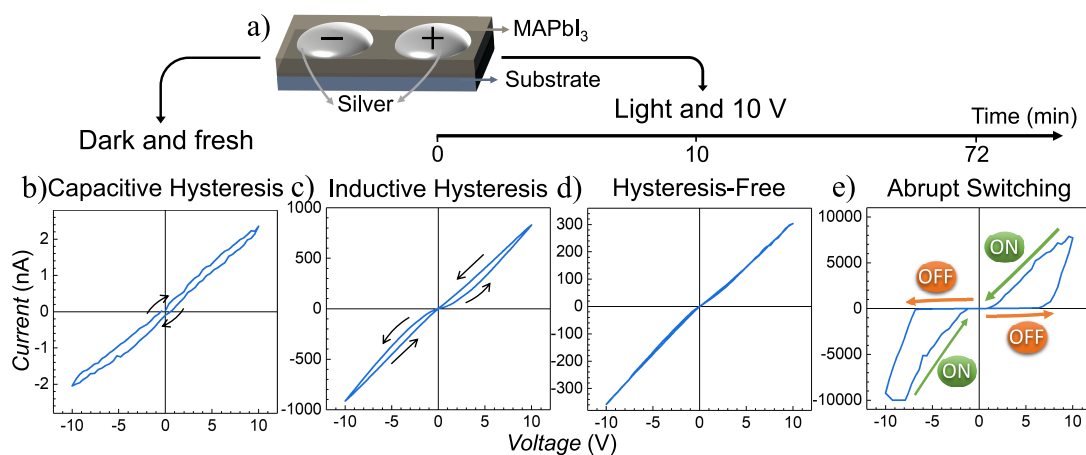 a)
− +
MAPbI3
Substrate
Silver
Dark and fresh
Light and 10 V
Time (min)
0 10 72
b) Capacitive Hysteresis
c) Inductive Hysteresis
d) Hysteresis-Free
e) Abrupt Switching
Current (nA)
2
1
0
-1
-2
-10 -5 0 5 10
1000
500
0
-500
-1000
-10 -5 0 5 10
300
200
100
0
-100
-200
-300
-10 -5 0 5 10
10000
5000
0
-5000
-10000
ON
OFF
OFF
ON
-10 -5 0 5 10
Voltage (V)